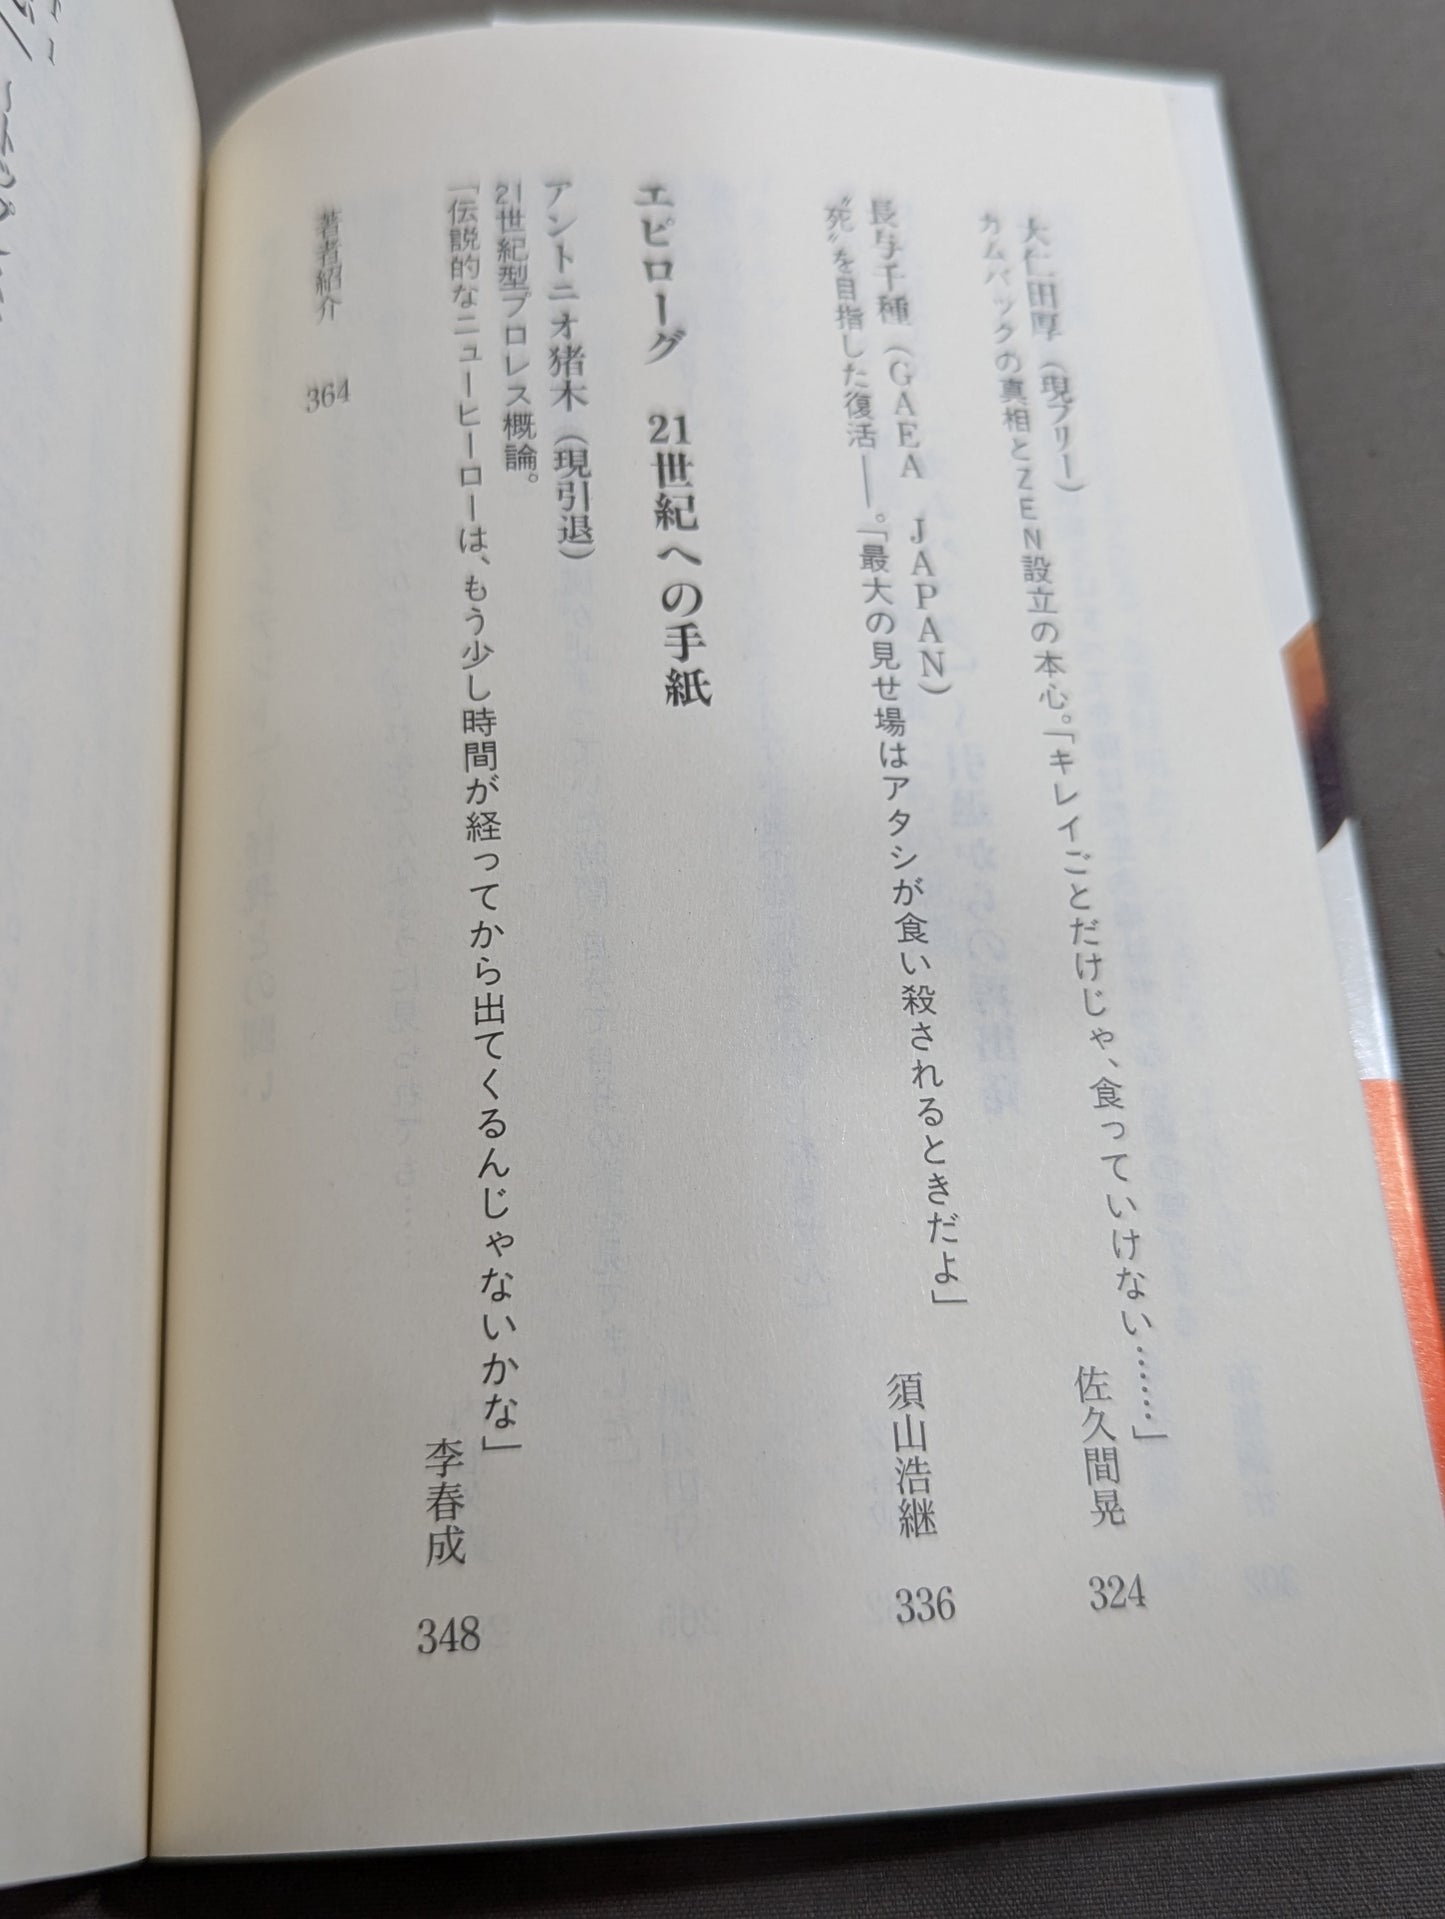 大仁田厚（現フリー）
カムバックの真相とZEN設立の本心。「キレイごとだけじゃ、食っていけない……」
佐久間晃　324
長与千種（GAEA　JAPAN）
〝死〟を目指した復活――。「最大の見せ場はアタシが食い殺されるときだよ」
須山浩継　336
エピローグ　21世紀への手紙
アントニオ猪木（現引退）
21世紀型プロレス概論。
「伝説的なニューヒーローは、もう少し時間が経ってから出てくるんじゃないかな」
李春成　348
著者紹介　364